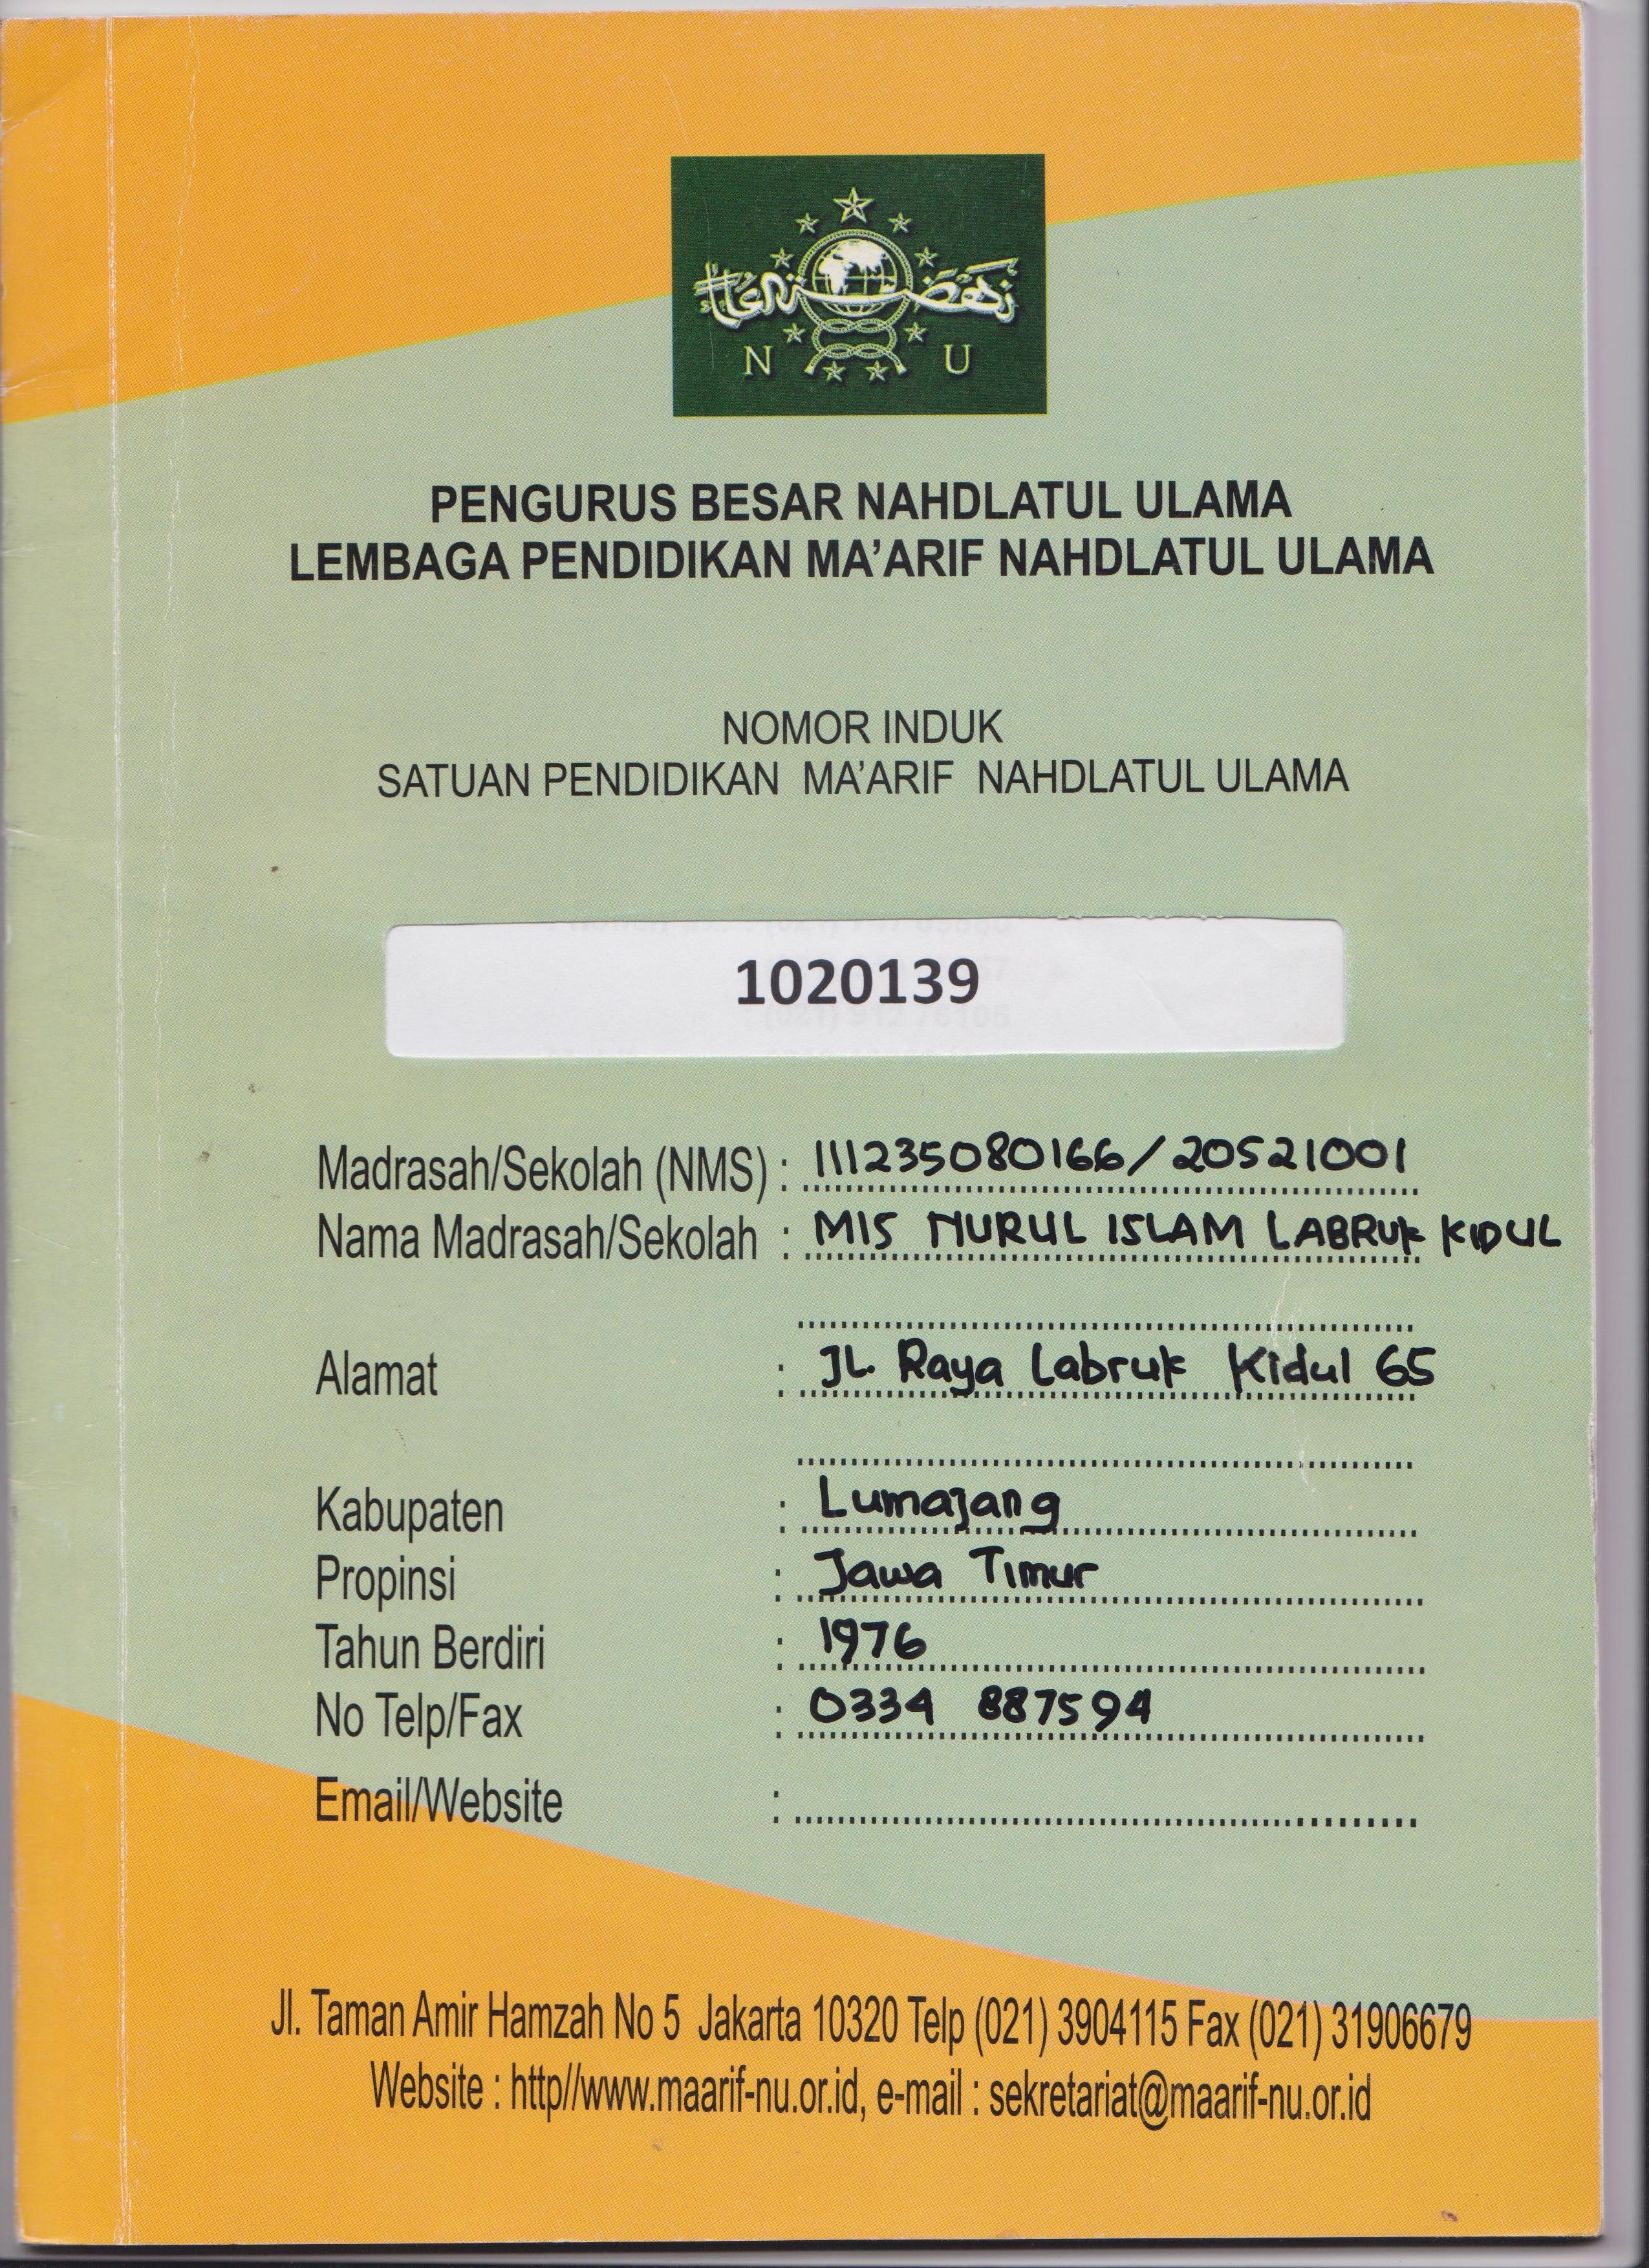 نهضة العلماء
N U
PENGURUS BESAR NAHDLATUL ULAMA
LEMBAGA PENDIDIKAN MA’ARIF NAHDLATUL ULAMA
NOMOR INDUK
SATUAN PENDIDIKAN MA’ARIF NAHDLATUL ULAMA
1020139
Madrasah/Sekolah (NMS) : 111235080166/20521001
Nama Madrasah/Sekolah : MIS NURUL ISLAM LABRUK KIDUL
Alamat : JL. Raya Labruk Kidul 65
Kabupaten : Lumajang
Propinsi : Jawa Timur
Tahun Berdiri : 1976
No Telp/Fax : 0334 887594
Email/Website :
Jl. Taman Amir Hamzah No 5 Jakarta 10320 Telp (021) 3904115 Fax (021) 31906679
Website : http//www.maarif-nu.or.id, e-mail : sekretariat@maarif-nu.or.id